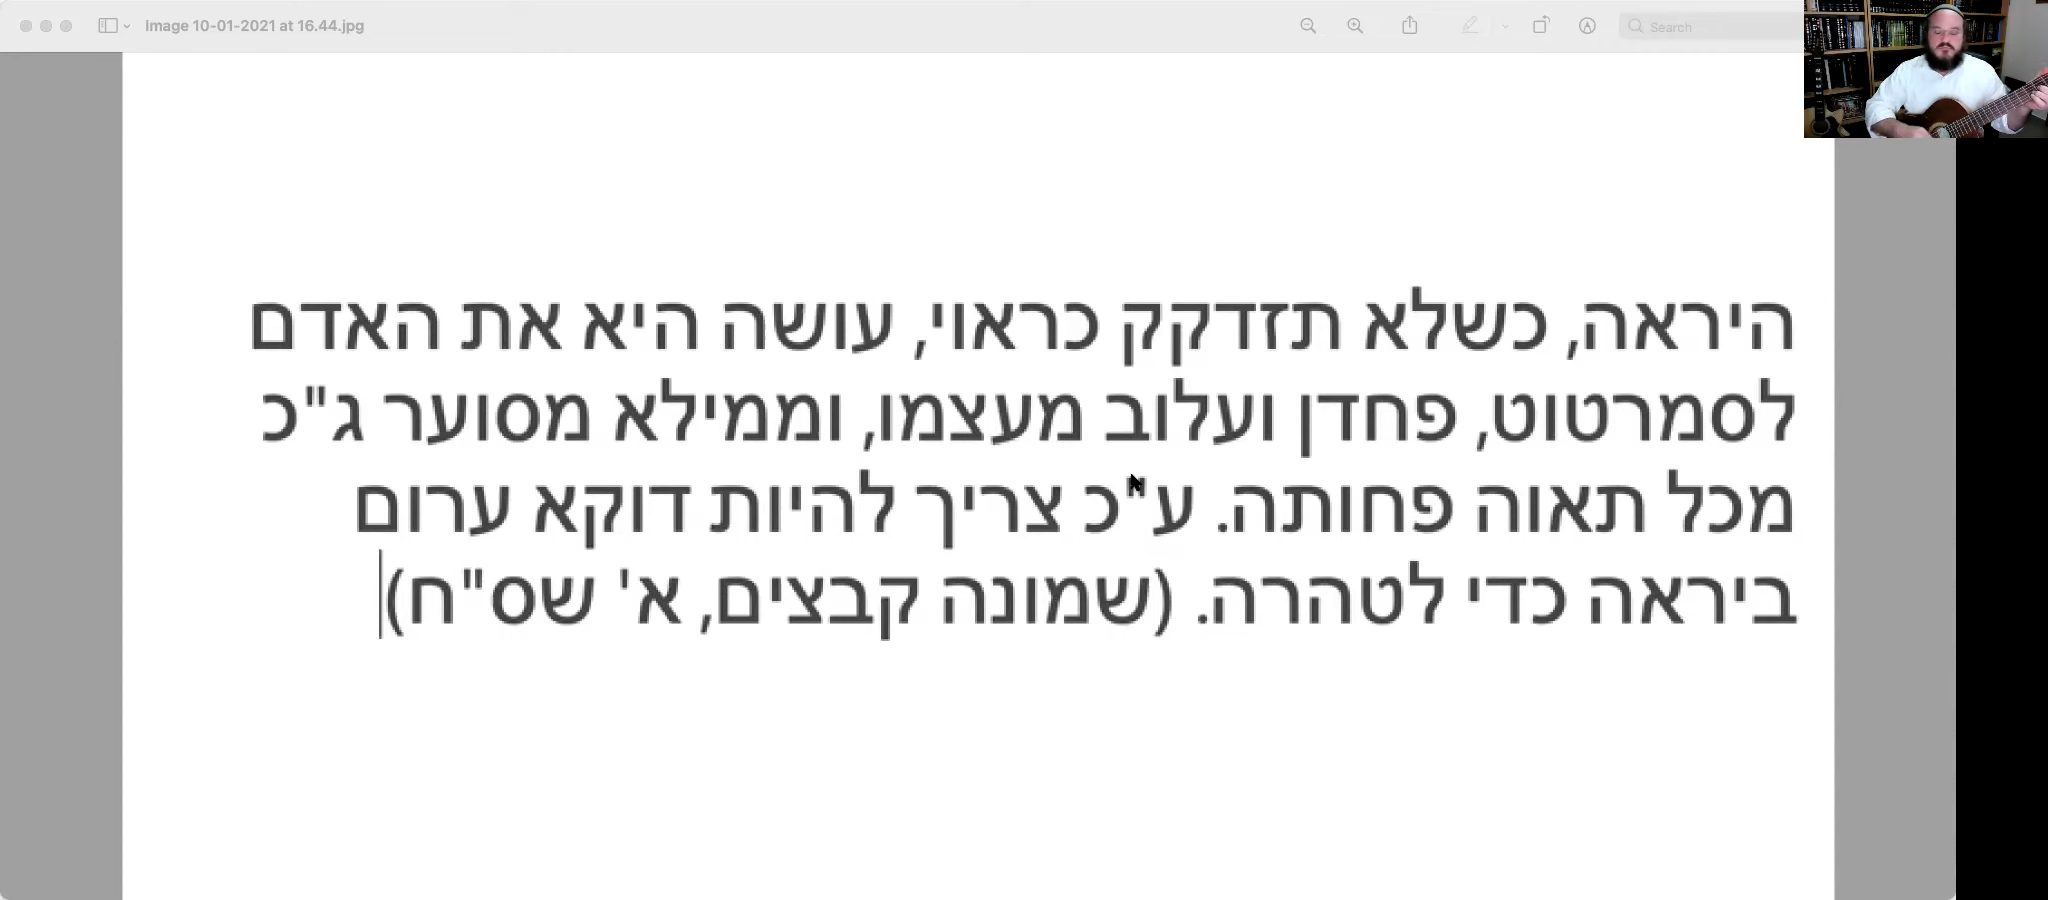 Image 10-01-2021 at 16.44.jpg
Search
היראה, כשלא תזדקק כראוי, עושה היא את האדם
לסמרטוט, פחדן ועלוב מעצמו, וממילא מסוער ג"כ
מכל תאוה פחותה. ע"כ צריך להיות דוקא ערום
ביראה כדי לטהרה. (שמונה קבצים, א' שס"ח)